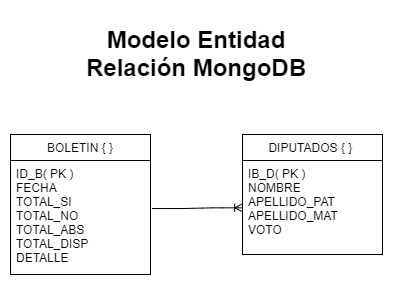 Modelo Entidad
Relación MongoDB
BOLETIN { }
ID_B( PK )
FECHA
TOTAL_SI
TOTAL_NO
TOTAL_ABS
TOTAL_DISP
DETALLE
DIPUTADOS { }
IB_D( PK )
NOMBRE
APELLIDO_PAT
APELLIDO_MAT
VOTO